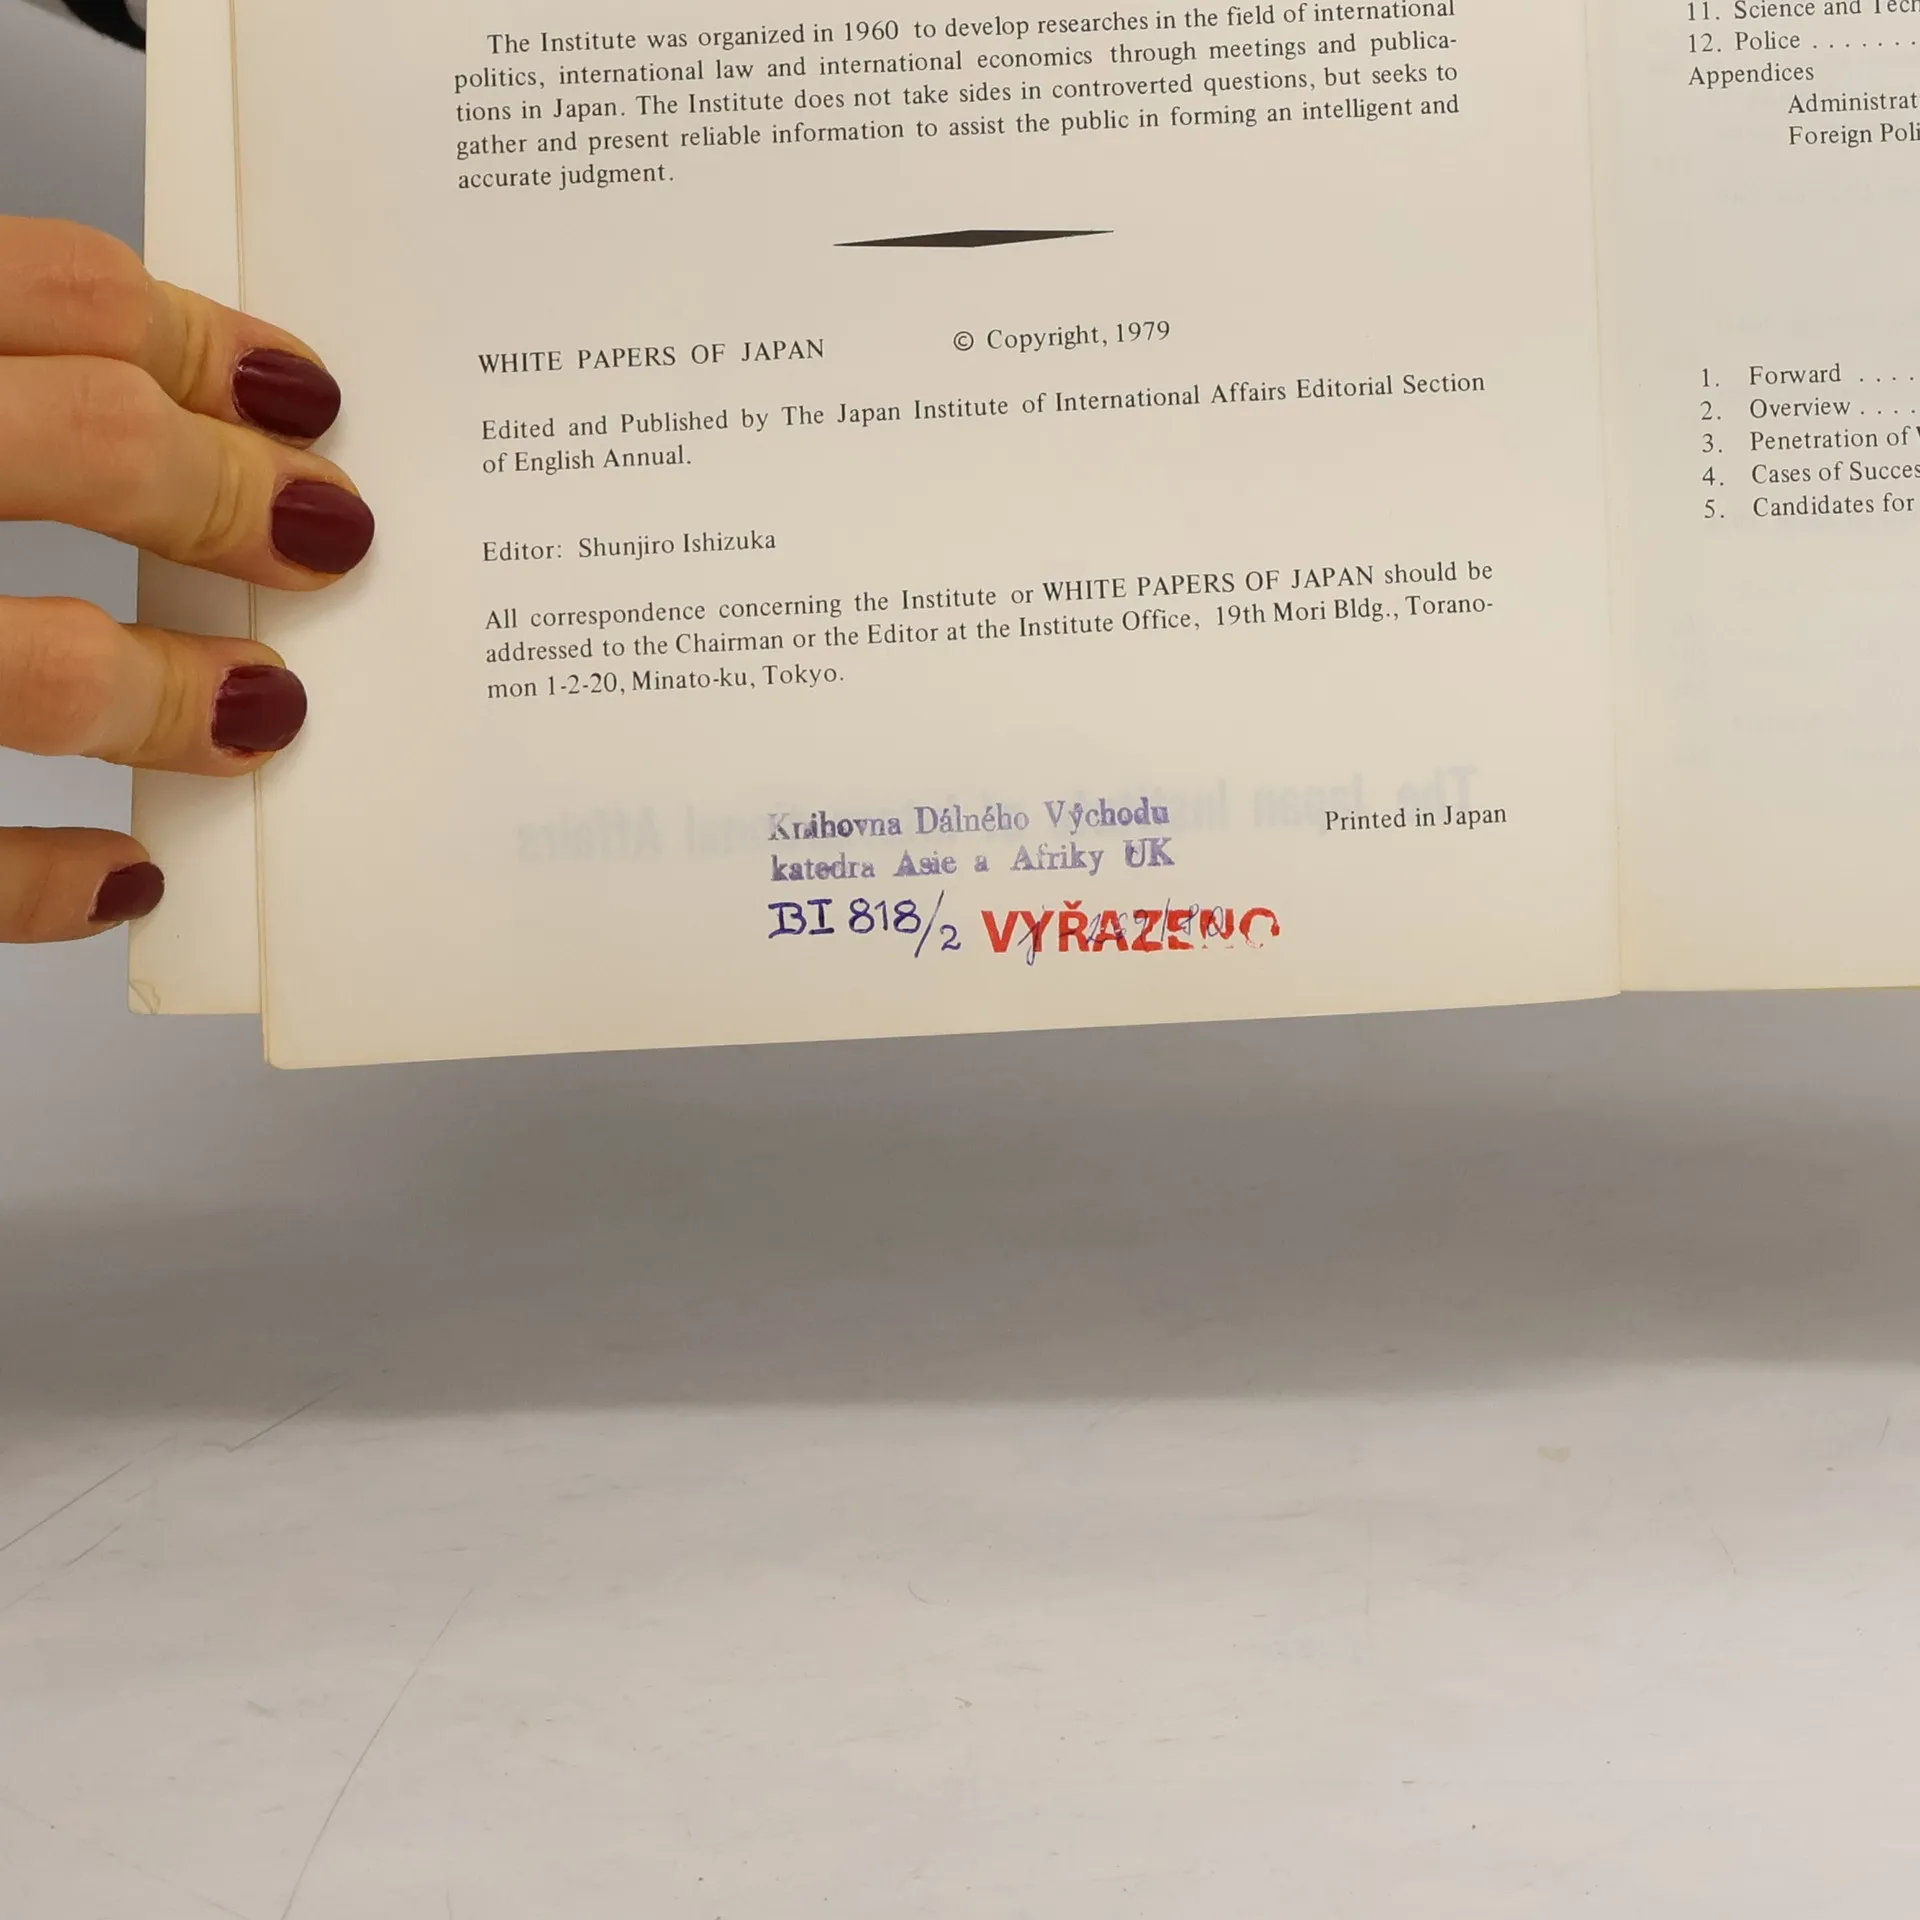 The Institute was organized in 1960 to develop researches in the field of international
politics, international law and international economics through meetings and publica-
tions in Japan. The Institute does not take sides in controverted questions, but seeks to
gather and present reliable information to assist the public in forming an intelligent and
accurate judgment.
WHITE PAPERS OF JAPAN © Copyright, 1979
Edited and Published by The Japan Institute of International Affairs Editorial Section
of English Annual.
Editor: Shunjiro Ishizuka
All correspondence concerning the Institute or WHITE PAPERS OF JAPAN should be
addressed to the Chairman or the Editor at the Institute Office, 19th Mori Bldg., Torano-
mon 1-2-20, Minato-ku, Tokyo.
Printed in Japan
Knihovna Dálného Východu
katedra Asie a Afriky UK
BI 818/2 VYŘAZENO
11. Science and Tech
12. Police . . . . . . .
Appendices
Administrat
Foreign Poli
1. Forward . . . .
2. Overview . . . .
3. Penetration of
4. Cases of Succes
5. Candidates for